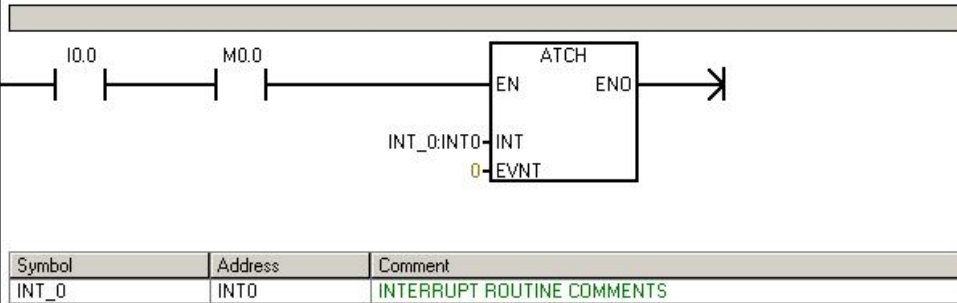 I0.0 M0.0 ATCH
EN ENO
INT_0:INT0 INT
0 EVNT
Symbol Address Comment
INT_0 INT0 INTERRUPT ROUTINE COMMENTS